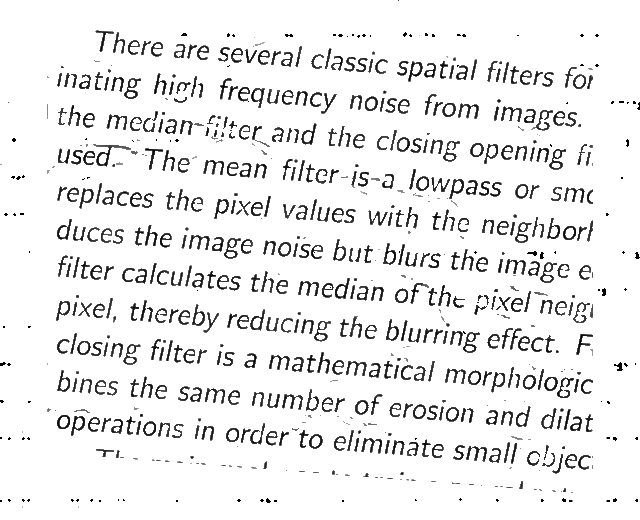 There are several classic spatial filters for
inating high frequency noise from images.
the median filter and the closing opening fi
used. The mean filter is a lowpass or smo
replaces the pixel values with the neighborh
duces the image noise but blurs the image e
filter calculates the median of the pixel neigh
pixel, thereby reducing the blurring effect. F
closing filter is a mathematical morphologic
bines the same number of erosion and dilat
operations in order to eliminate small objec